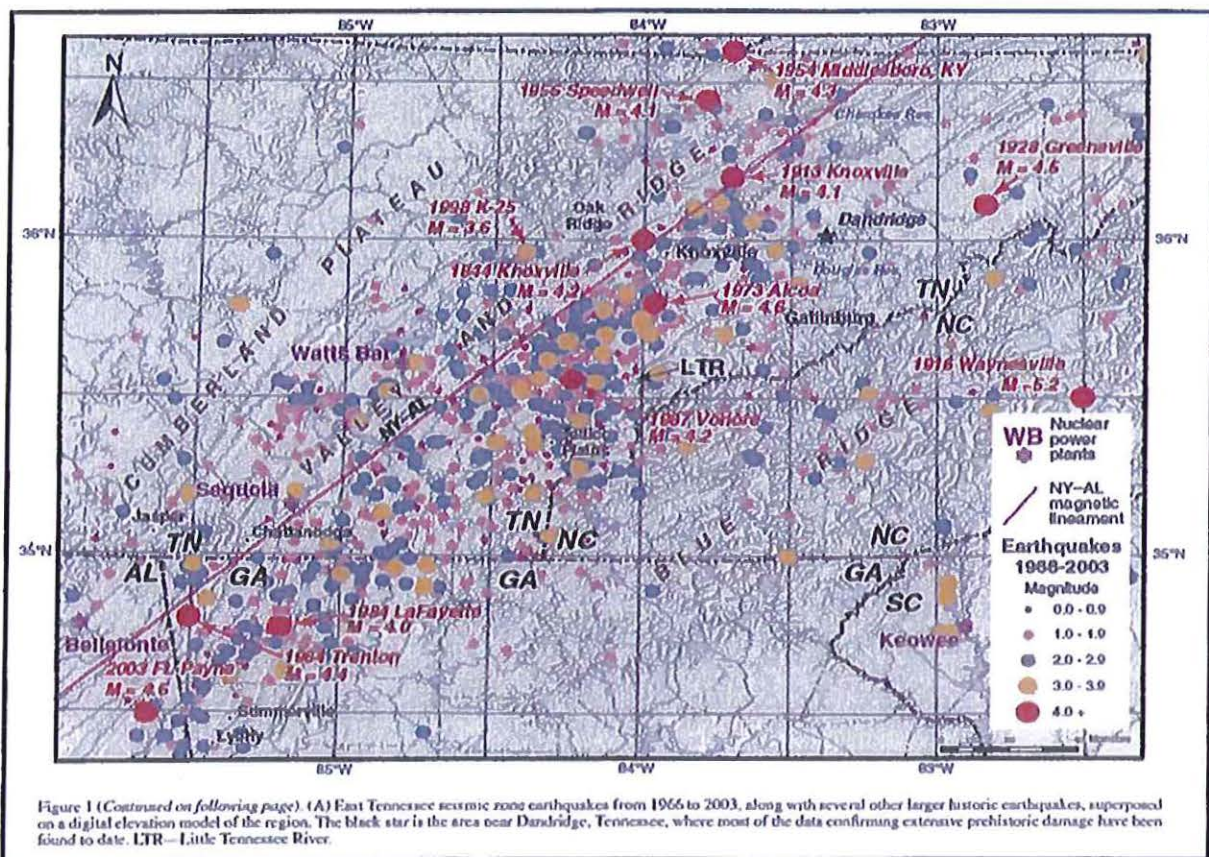 85°W 84°W 83°W
N
1954 Middlesboro, KY
M = 4.3
1955 Speedwell
M = 4.1
Cherokee Res.
1928 Greeneville
M = 4.5
1913 Knoxville
M = 4.1
RIDGE
PLATEAU
Oak
Ridge
1998 K-25
M = 3.6
Dandridge
36°N 36°N
Knoxville
Douglas Res.
1844 Knoxville
M = 4.2
1973 Alcoa
M = 4.6
TN
NC
AND
Gatlinburg
CUMBERLAND
Watts Bar
LTR
1916 Waynesville
M = 5.2
VALLEY
NY-AL
1987 Vonore
M = 4.2
RIDGE
WB Nuclear
power
plants
Sequoia
NY–AL
magnetic
lineament
Jasper
Chattanooga
TN
TN
NC
BLUE
NC
35°N 35°N
AL
GA
GA
GA
SC
Earthquakes
1966-2003
Magnitude
0.0 - 0.9
1.0 - 1.9
2.0 - 2.9
3.0 - 3.9
4.0 +
Keowee
1984 LaFayette
M = 4.0
Bellefonte
1964 Trenton
M = 4.4
2003 Ft. Payne
M = 4.6
Summerville
Lyerly
85°W 84°W 83°W
Figure 1 (Continued on following page). (A) East Tennessee seismic zone earthquakes from 1966 to 2003, along with several other larger historic earthquakes, superposed
on a digital elevation model of the region. The black star is the area near Dandridge, Tennessee, where most of the data confirming extensive prehistoric damage have been
found to date. LTR—Little Tennessee River.